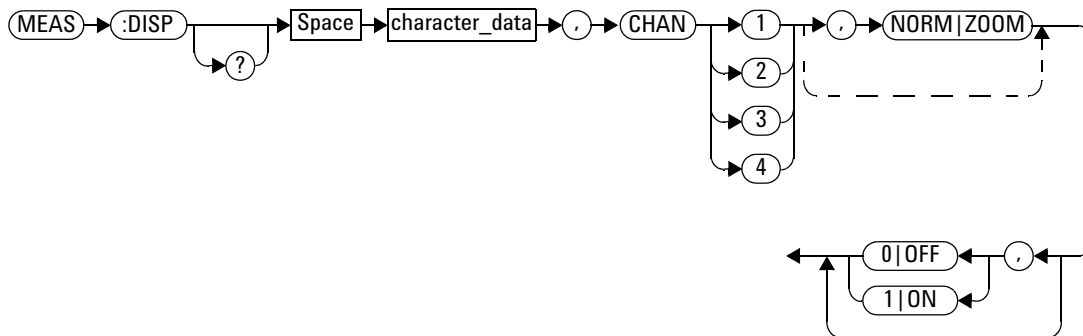 MEAS :DISP ? Space character_data , CHAN 1 , NORM|ZOOM
2
3
4
0|OFF ,
1|ON